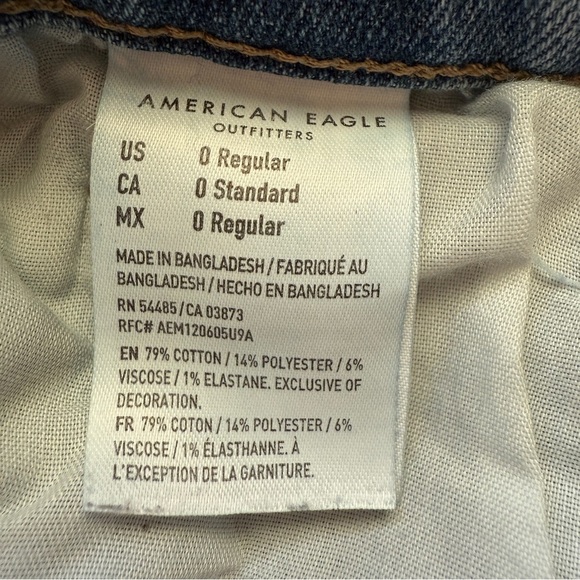 AMERICAN EAGLE
OUTFITTERS
US 0 Regular
CA 0 Standard
MX 0 Regular
MADE IN BANGLADESH / FABRIQUÉ AU
BANGLADESH / HECHO EN BANGLADESH
RN 54485 / CA 03873
RFC# AEM120605U9A
EN 79% COTTON / 14% POLYESTER / 6%
VISCOSE / 1% ELASTANE. EXCLUSIVE OF
DECORATION.
FR 79% COTON / 14% POLYESTER / 6%
VISCOSE / 1% ÉLASTHANNE. À
L'EXCEPTION DE LA GARNITURE.